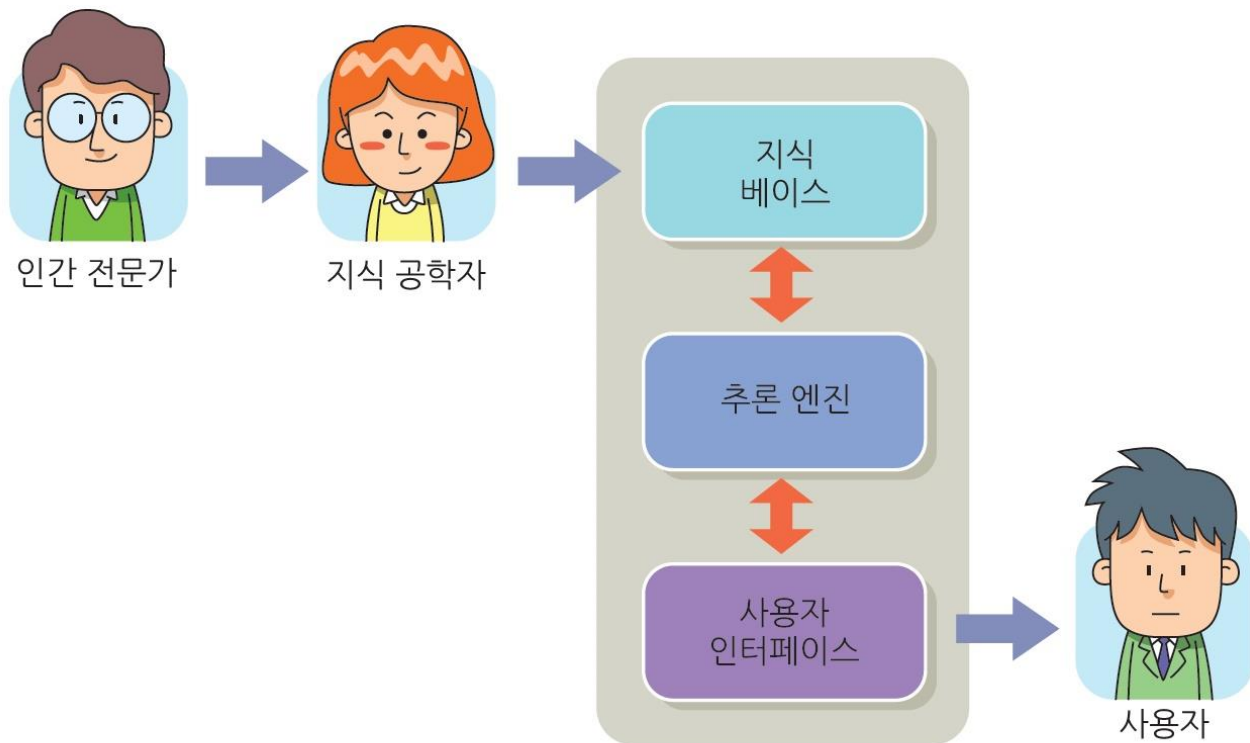 인간 전문가
지식 공학자
지식
베이스
추론 엔진
사용자
인터페이스
사용자